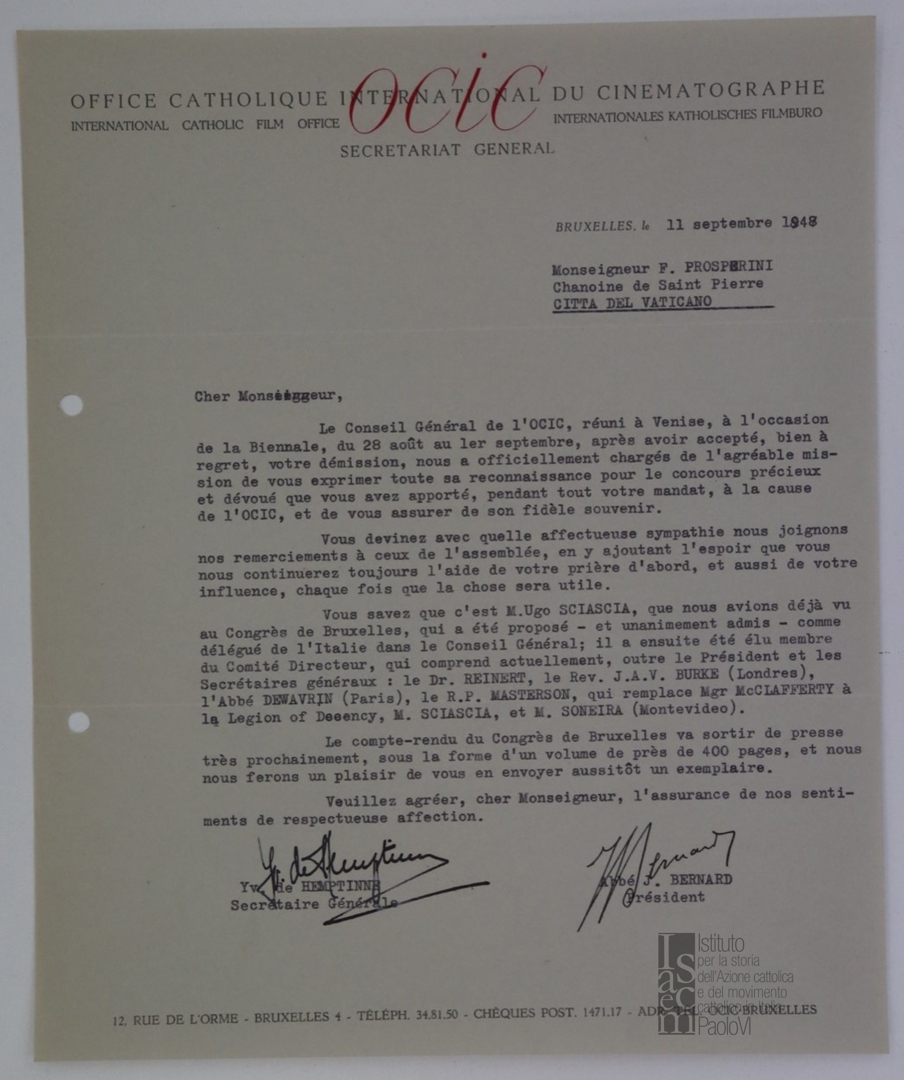 OFFICE CATHOLIQUE INTERNATIONAL DU CINEMATOGRAPHE
ocic
INTERNATIONAL CATHOLIC FILM OFFICE
INTERNATIONALES KATHOLISCHES FILMBURO
SECRETARIAT GENERAL
BRUXELLES, le 11 septembre 1948
Monseigneur F. PROSPERINI
Chanoine de Saint Pierre
CITTA DEL VATICANO
Cher Monseigneur,
Le Conseil Général de l'OCIC, réuni à Venise, à l'occasion
de la Biennale, du 28 août au 1er septembre, après avoir accepté, bien à
regret, votre démission, nous a officiellement chargés de l'agréable mis-
sion de vous exprimer toute sa reconnaissance pour le concours précieux
et dévoué que vous avez apporté, pendant tout votre mandat, à la cause
de l'OCIC, et de vous assurer de son fidèle souvenir.
Vous devinez avec quelle affectueuse sympathie nous joignons
nos remerciements à ceux de l'assemblée, en y ajoutant l'espoir que vous
nous continuerez toujours l'aide de votre prière d'abord, et aussi de votre
influence, chaque fois que la chose sera utile.
Vous savez que c'est M.Ugo SCIASCIA, que nous avions déjà vu
au Congrès de Bruxelles, qui a été proposé - et unanimement admis - comme
délégué de l'Italie dans le Conseil Général; il a ensuite été élu membre
du Comité Directeur, qui comprend actuellement, outre le Président et les
Secrétaires généraux : le Dr. REINERT, le Rev. J.A.V. BURKE (Londres),
l'Abbé DEWAVRIN (Paris), le R.P. MASTERSON, qui remplace Mgr McCLAFFERTY à
la Legion of Decency, M. SCIASCIA, et M. SONEIRA (Montevideo).
Le compte-rendu du Congrès de Bruxelles va sortir de presse
très prochainement, sous la forme d'un volume de près de 400 pages, et nous
nous ferons un plaisir de vous en envoyer aussitôt un exemplaire.
Veuillez agréer, cher Monseigneur, l'assurance de nos senti-
ments de respectueuse affection.
Y. de Hemptinne
J. Bernard
Yv. de HEMPTINNE
Secrétaire Générale
Abbé J. BERNARD
Président
Istituto
per la storia
dell'Azione cattolica
e del movimento
cattolico in Italia
PaoloVI
Isacem
12, RUE DE L'ORME - BRUXELLES 4 - TÉLÉPH. 34.81.50 - CHÈQUES POST. 1471.17 - ADR. TEL. OCIC-BRUXELLES